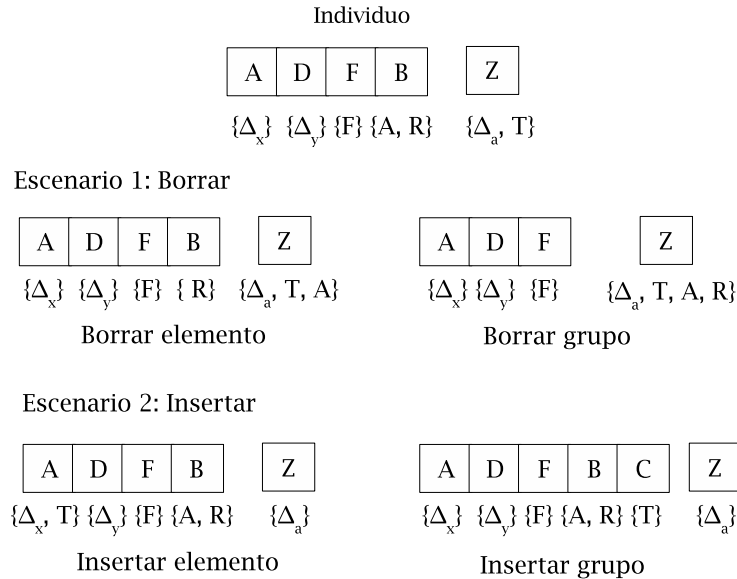 Individuo
A D F B Z
{Δx} {Δy} {F} {A, R} {Δa, T}
Escenario 1: Borrar
A D F B Z
{Δx} {Δy} {F} { R} {Δa, T, A}
Borrar elemento
A D F Z
{Δx} {Δy} {F} {Δa, T, A, R}
Borrar grupo
Escenario 2: Insertar
A D F B Z
{Δx, T} {Δy} {F} {A, R} {Δa}
Insertar elemento
A D F B C Z
{Δx} {Δy} {F} {A, R} {T} {Δa}
Insertar grupo